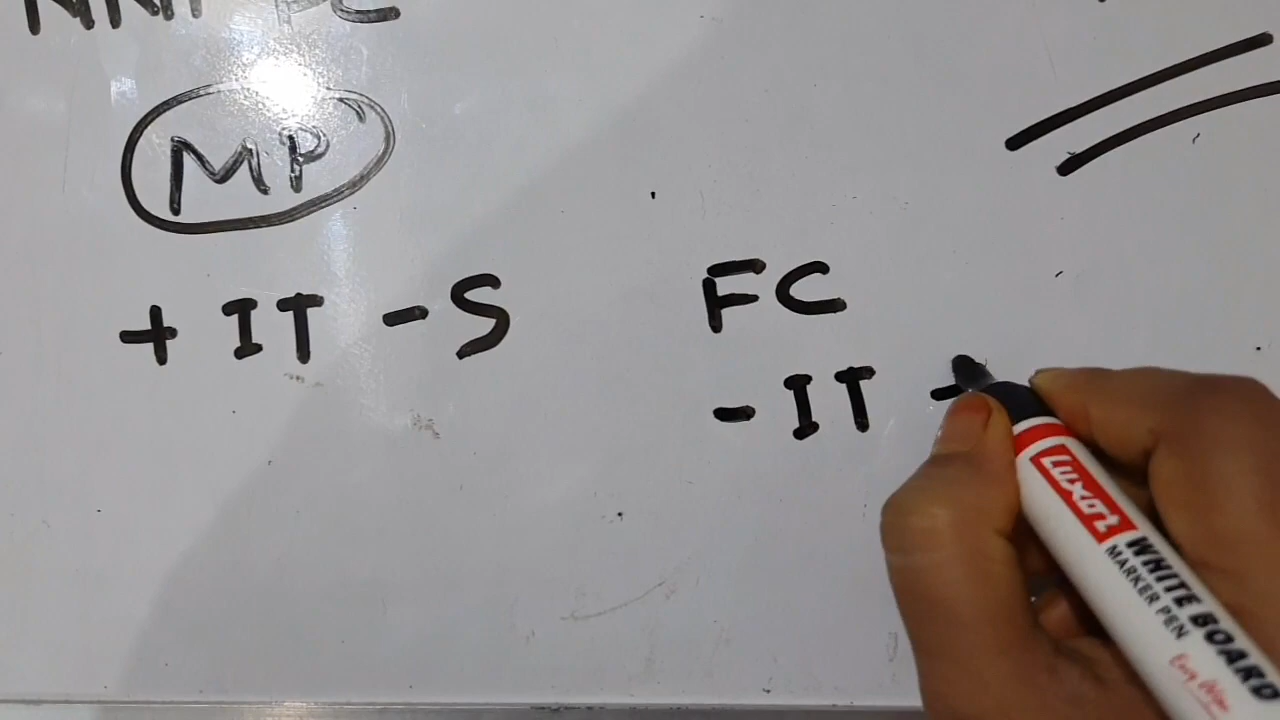 MP
+ IT - S
FC
- IT +
LUXOR
WHITE BOARD
MARKER PEN